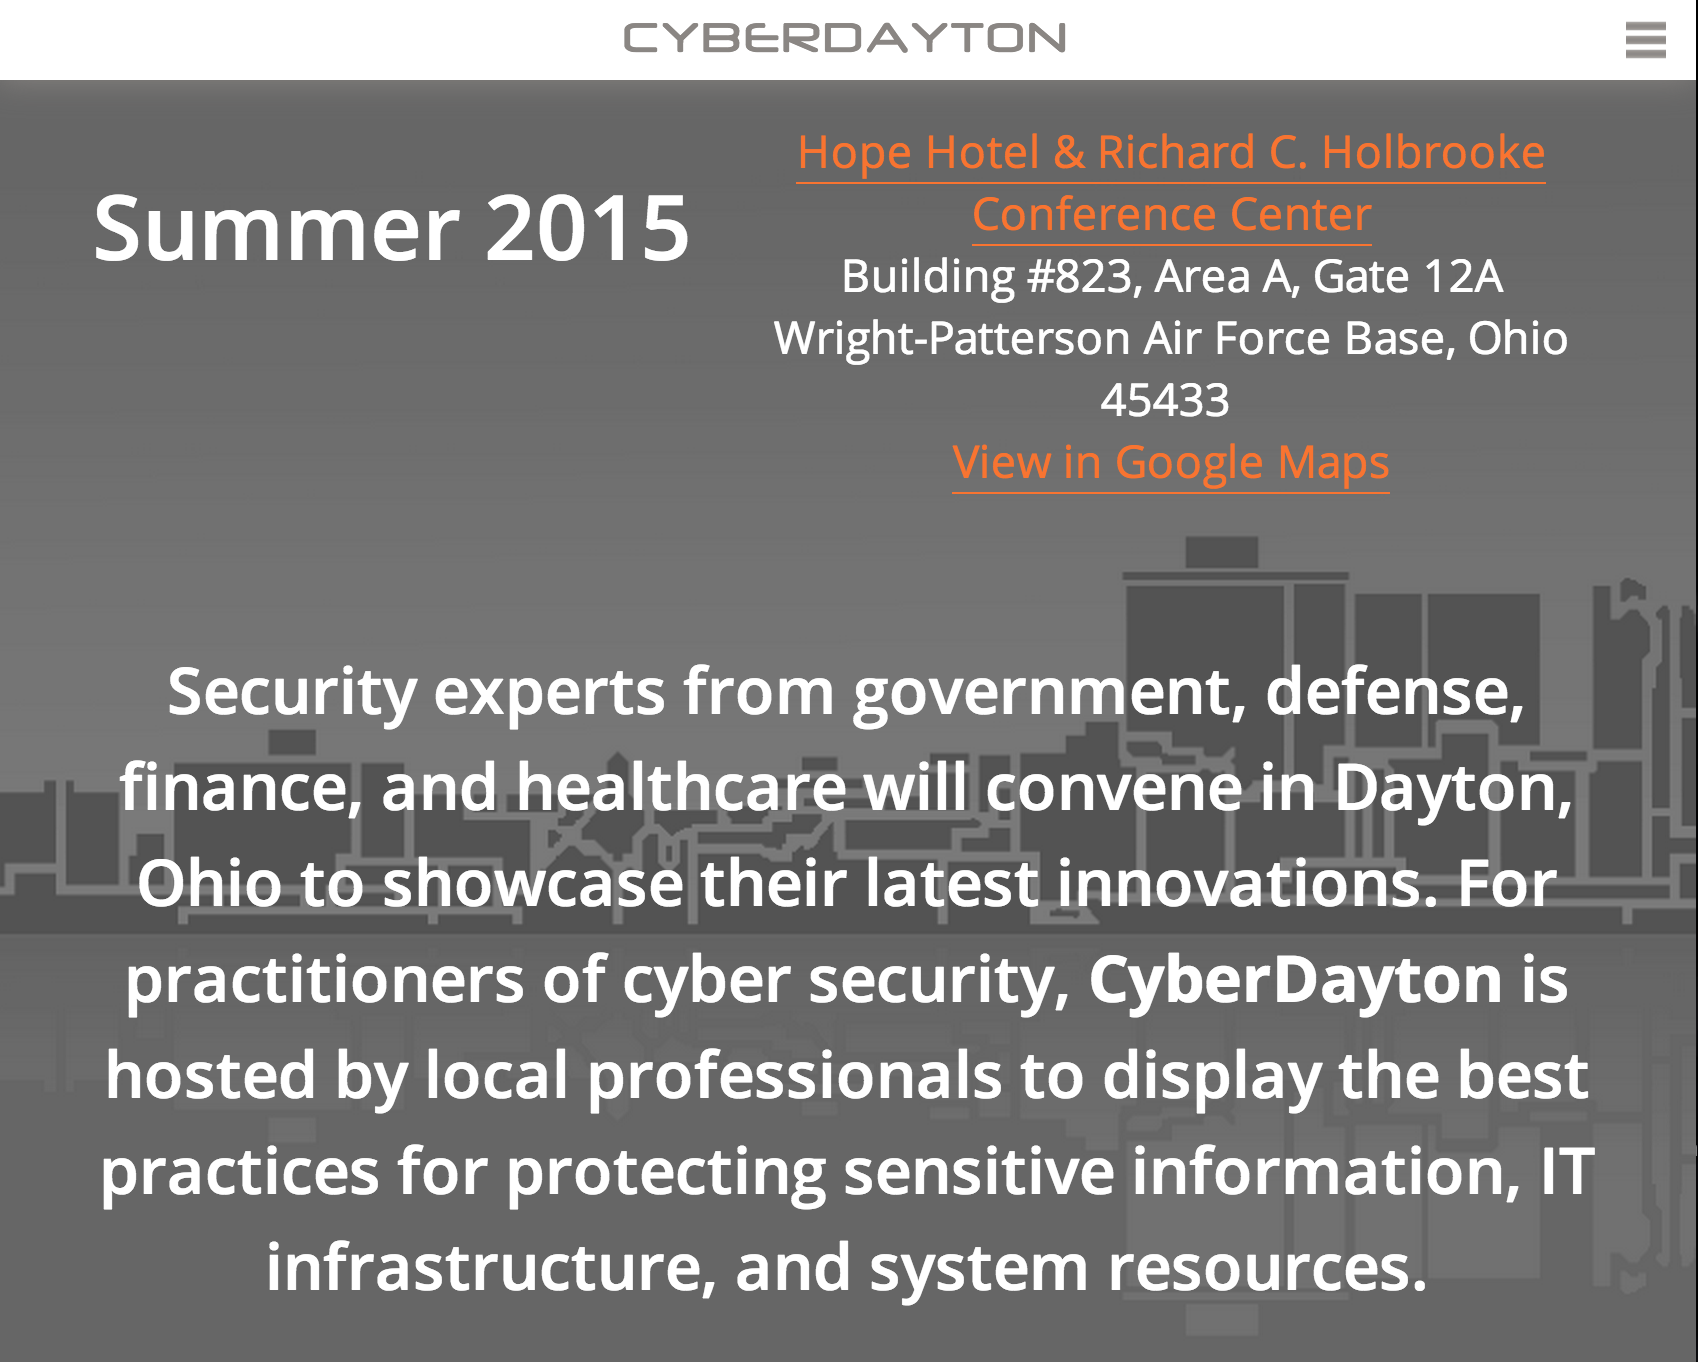 CYBERDAYTON
Summer 2015
Hope Hotel & Richard C. Holbrooke
Conference Center
Building #823, Area A, Gate 12A
Wright-Patterson Air Force Base, Ohio
45433
View in Google Maps
Security experts from government, defense,
finance, and healthcare will convene in Dayton,
Ohio to showcase their latest innovations. For
practitioners of cyber security, CyberDayton is
hosted by local professionals to display the best
practices for protecting sensitive information, IT
infrastructure, and system resources.